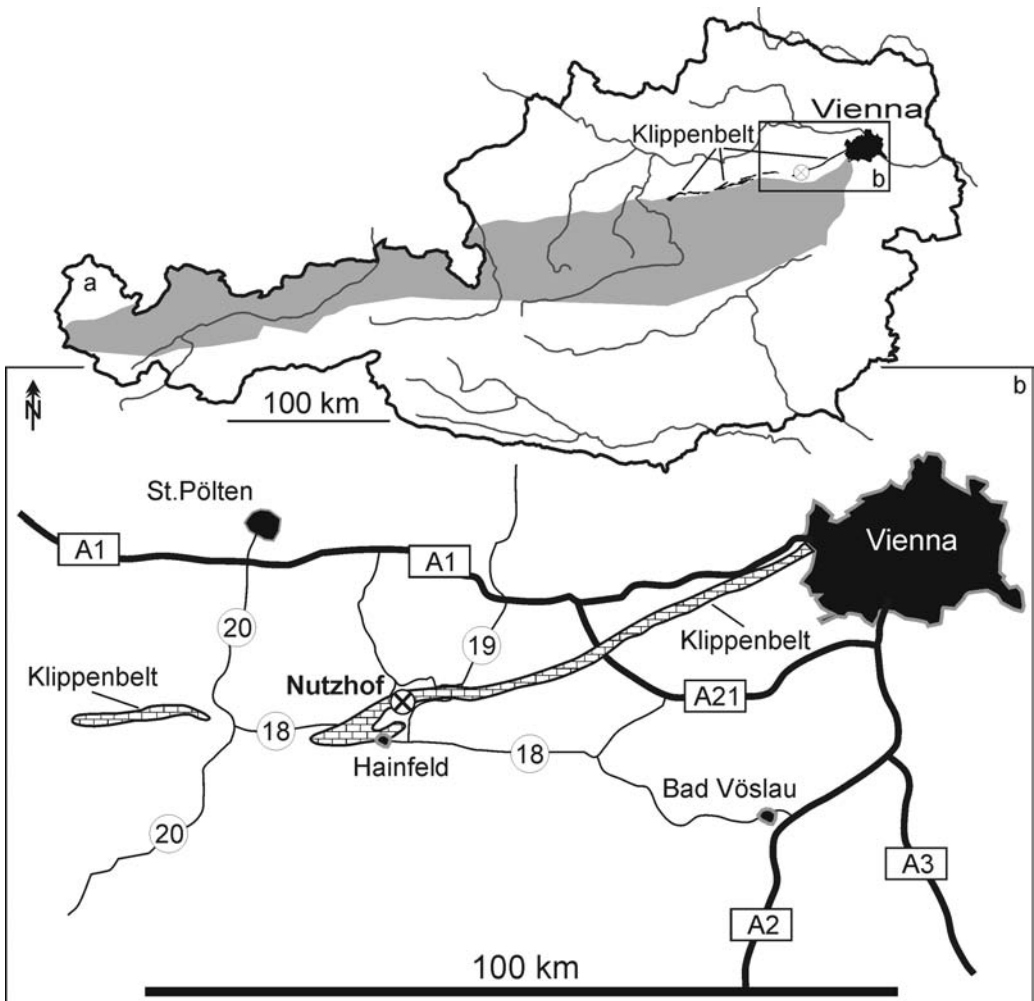 Vienna
Klippenbelt
b
a
100 km
b
N
St.Pölten
Vienna
A1
A1
20
19
Klippenbelt
Klippenbelt
Nutzhof
A21
18
18
Hainfeld
Bad Vöslau
20
A3
A2
100 km